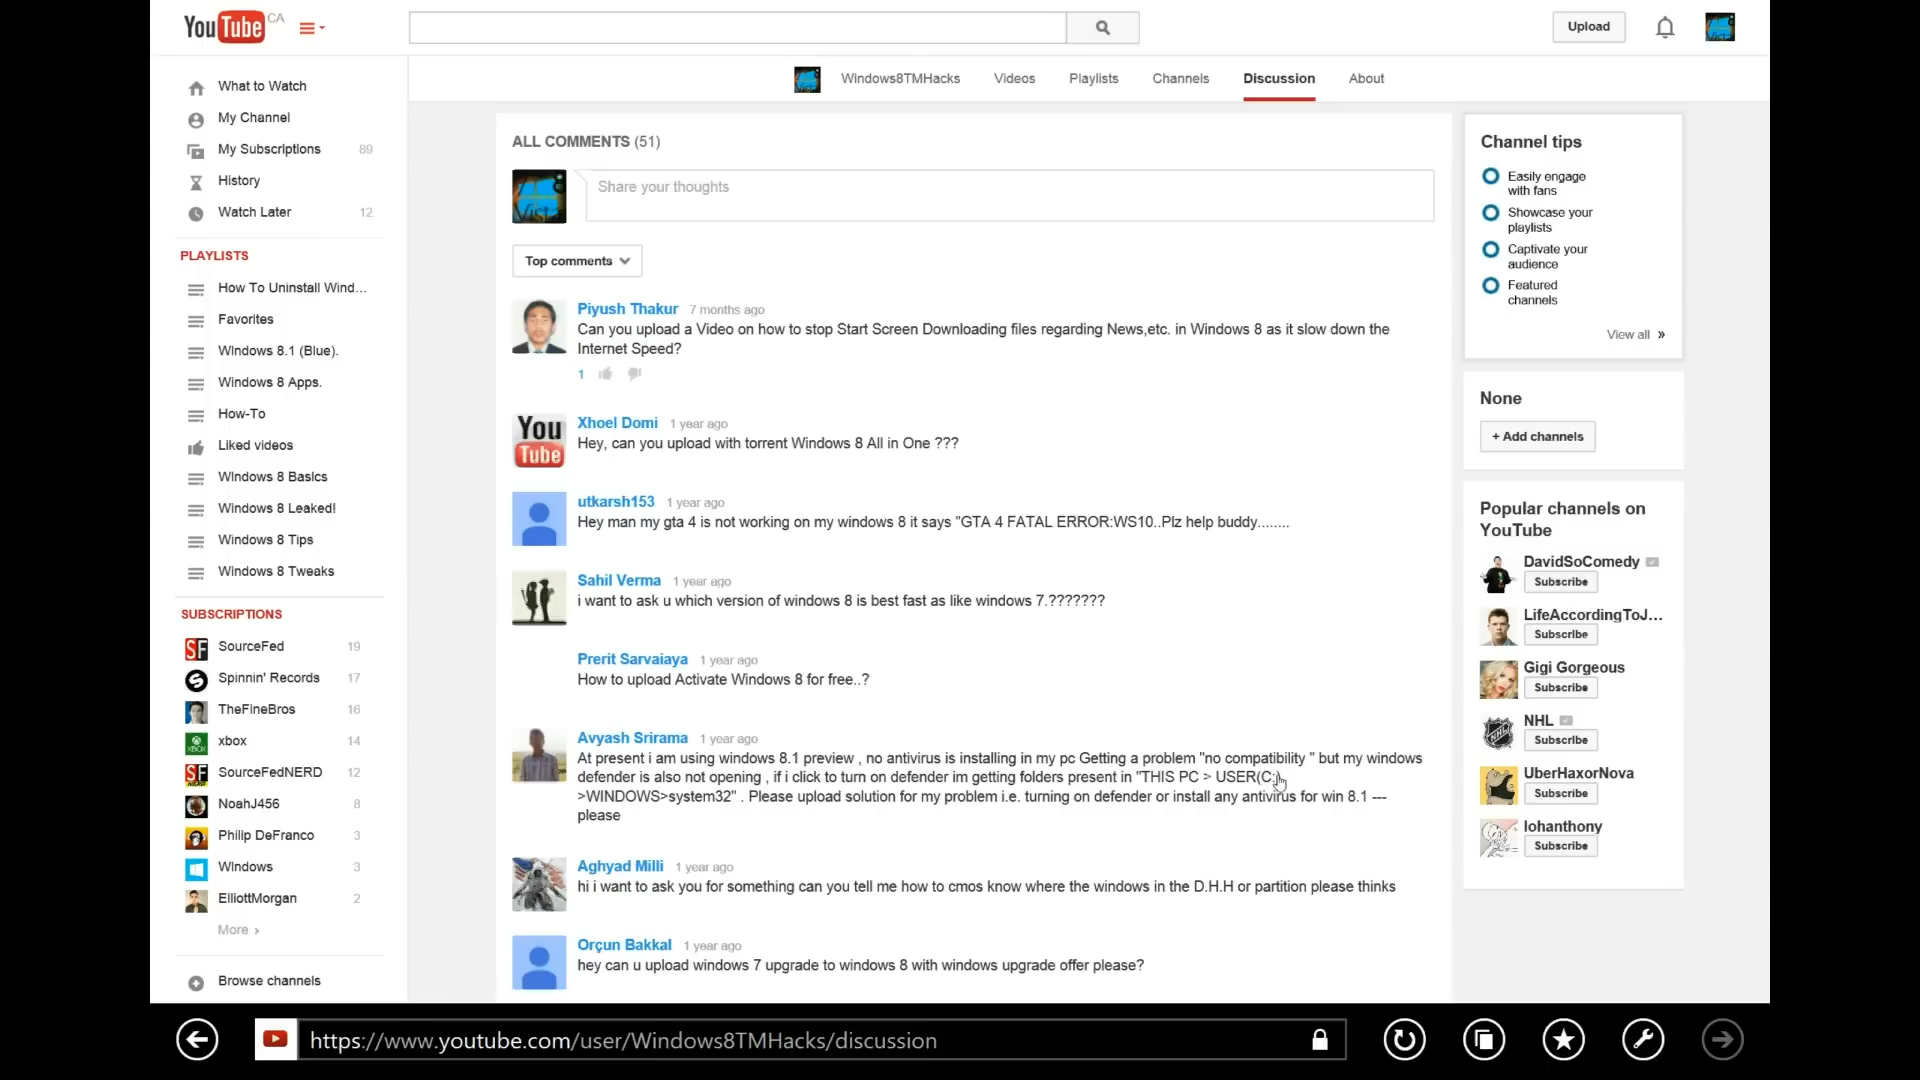 YouTube CA
Upload
What to Watch
My Channel
My Subscriptions 89
History
Watch Later 12
PLAYLISTS
How To Uninstall Wind...
Favorites
Windows 8.1 (Blue).
Windows 8 Apps.
How-To
Liked videos
Windows 8 Basics
Windows 8 Leaked!
Windows 8 Tips
Windows 8 Tweaks
SUBSCRIPTIONS
SourceFed 19
Spinnin' Records 17
TheFineBros 16
xbox 14
SourceFedNERD 12
NoahJ456 8
Philip DeFranco 3
Windows 3
ElliottMorgan 2
More ›
Browse channels
Windows8TMHacks Videos Playlists Channels Discussion About
ALL COMMENTS (51)
Share your thoughts
Top comments
Piyush Thakur 7 months ago
Can you upload a Video on how to stop Start Screen Downloading files regarding News,etc. in Windows 8 as it slow down the
Internet Speed?
1
Xhoel Domi 1 year ago
Hey, can you upload with torrent Windows 8 All in One ???
utkarsh153 1 year ago
Hey man my gta 4 is not working on my windows 8 it says "GTA 4 FATAL ERROR:WS10..Plz help buddy........
Sahil Verma 1 year ago
i want to ask u which version of windows 8 is best fast as like windows 7.???????
Prerit Sarvaiaya 1 year ago
How to upload Activate Windows 8 for free..?
Avyash Srirama 1 year ago
At present i am using windows 8.1 preview , no antivirus is installing in my pc Getting a problem "no compatibility " but my windows
defender is also not opening , if i click to turn on defender im getting folders present in "THIS PC > USER(C:)
>WINDOWS>system32" . Please upload solution for my problem i.e. turning on defender or install any antivirus for win 8.1 ---
please
Aghyad Milli 1 year ago
hi i want to ask you for something can you tell me how to cmos know where the windows in the D.H.H or partition please thinks
Orçun Bakkal 1 year ago
hey can u upload windows 7 upgrade to windows 8 with windows upgrade offer please?
Channel tips
Easily engage
with fans
Showcase your
playlists
Captivate your
audience
Featured
channels
View all »
None
+ Add channels
Popular channels on
YouTube
DavidSoComedy
Subscribe
LifeAccordingToJ...
Subscribe
Gigi Gorgeous
Subscribe
NHL
Subscribe
UberHaxorNova
Subscribe
lohanthony
Subscribe
https://www.youtube.com/user/Windows8TMHacks/discussion